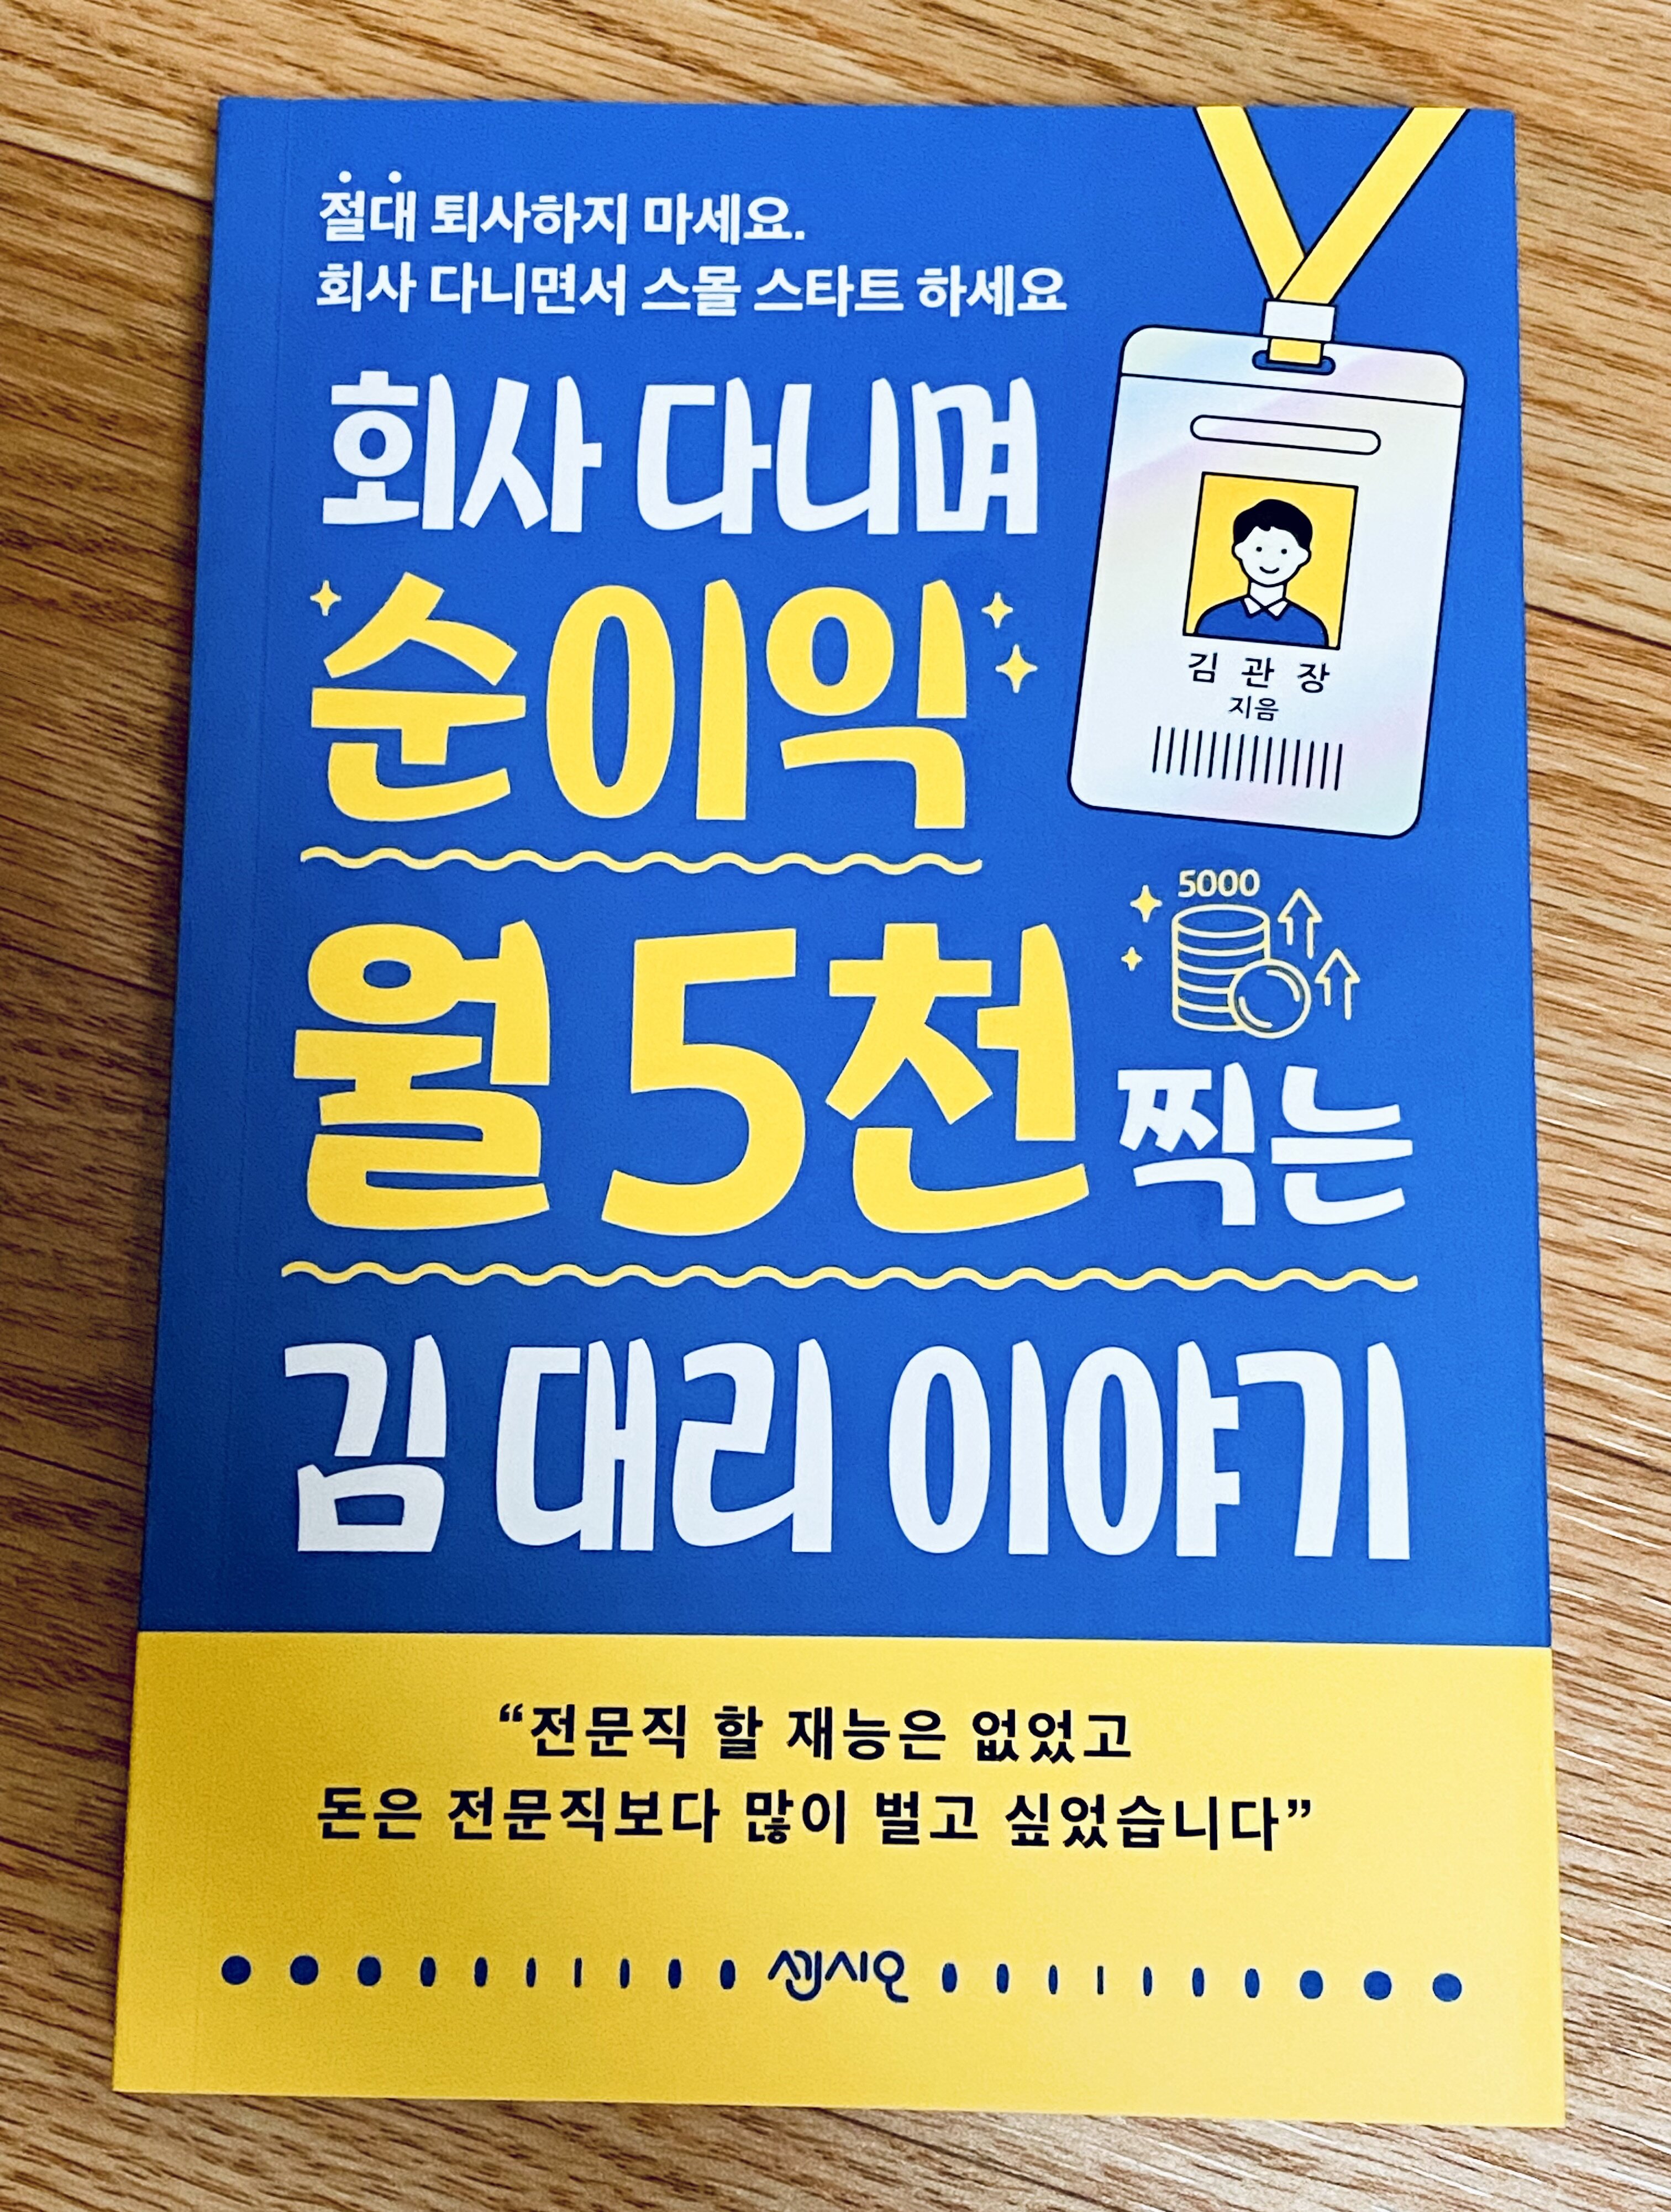 절대 퇴사하지 마세요.
회사 다니면서 스몰 스타트 하세요
회사 다니며
순이익
월 5천 찍는
김 대리 이야기
김 관 장
지음
5000
“전문직 할 재능은 없었고
돈은 전문직보다 많이 벌고 싶었습니다”